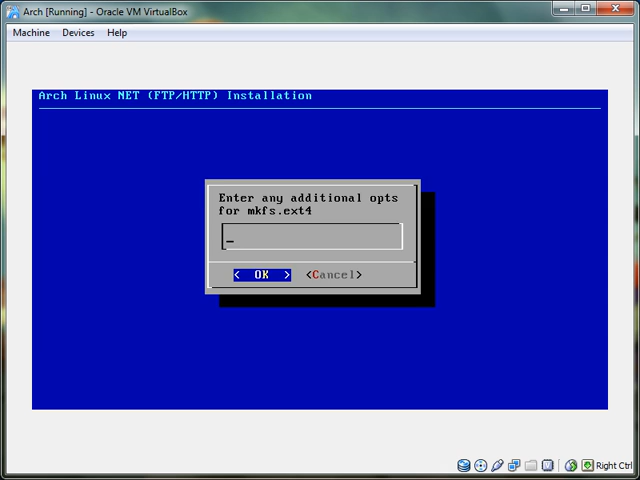 Arch [Running] - Oracle VM VirtualBox
Machine Devices Help
Arch Linux NET (FTP/HTTP) Installation
Enter any additional opts
for mkfs.ext4
_
< OK > <Cancel>
Right Ctrl